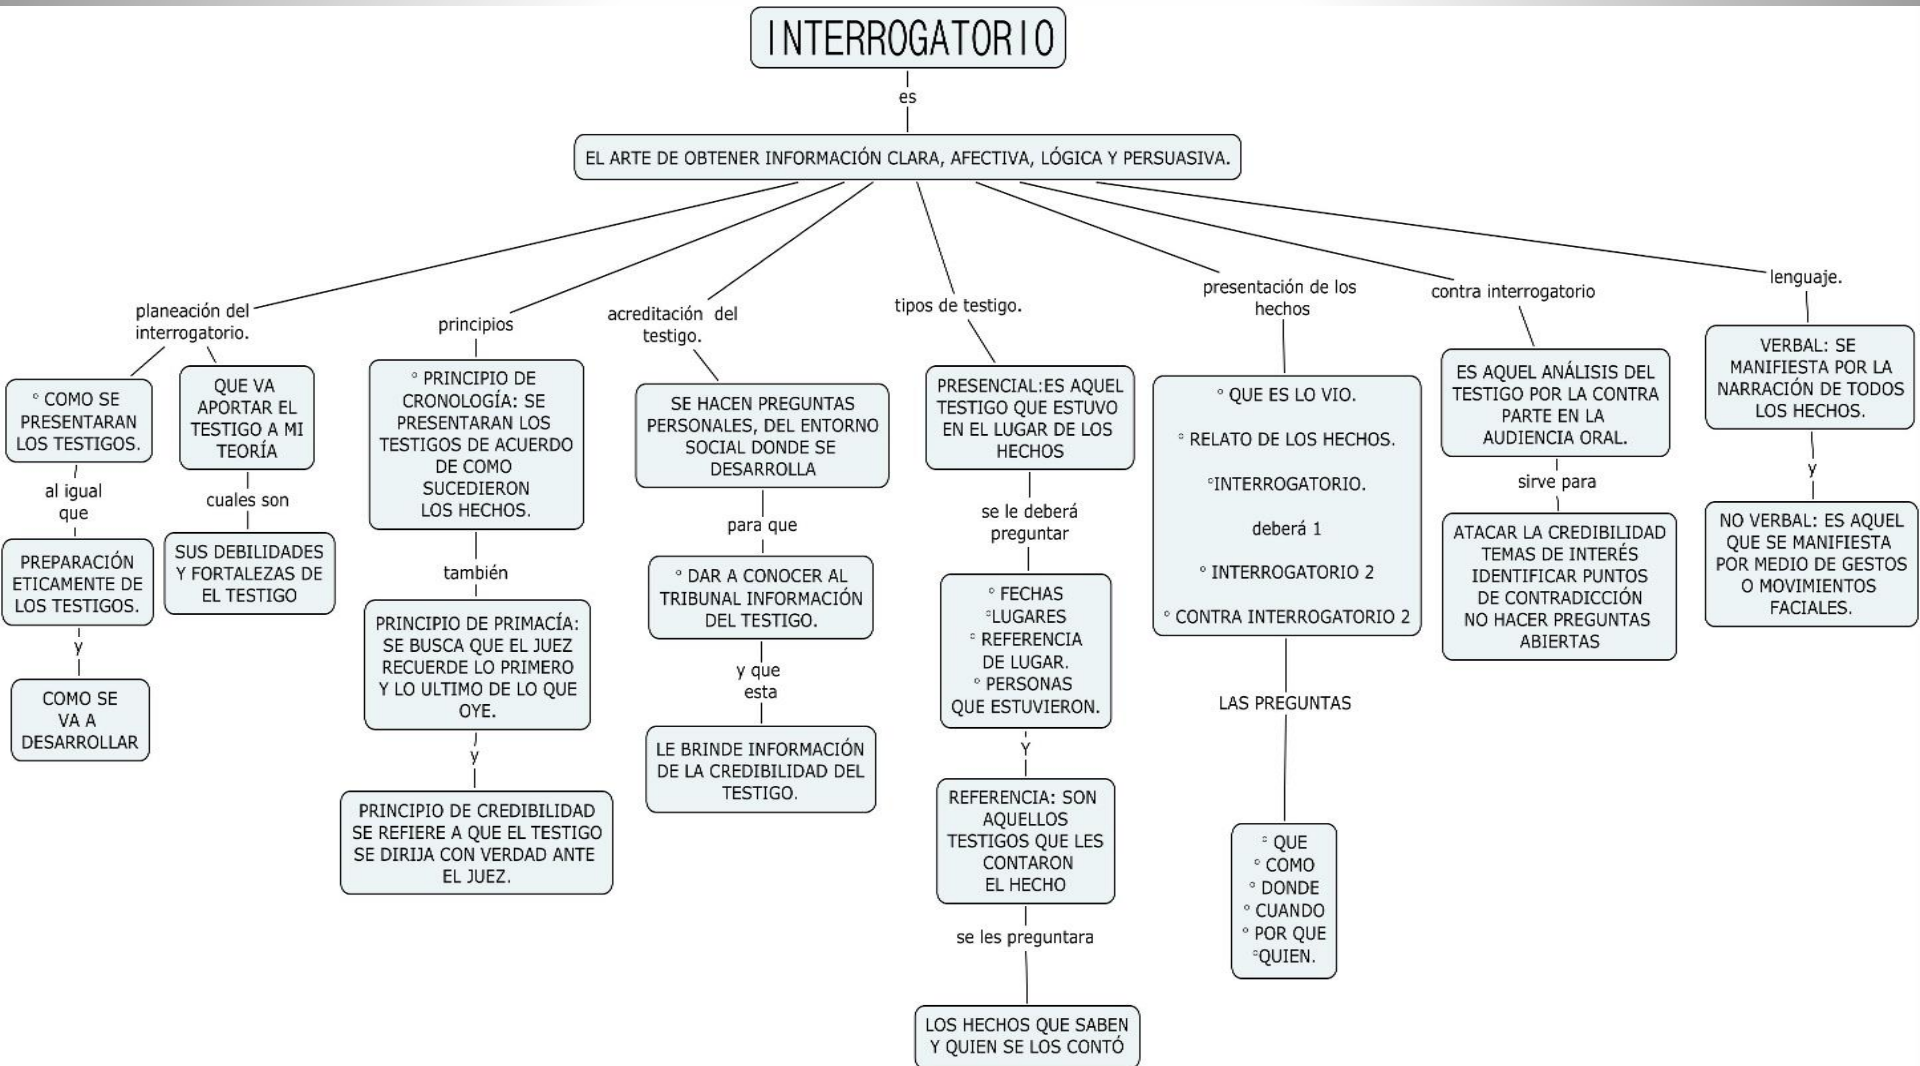 INTERROGATORIO
es
EL ARTE DE OBTENER INFORMACIÓN CLARA, AFECTIVA, LÓGICA Y PERSUASIVA.
planeación del
interrogatorio.
° COMO SE
PRESENTARAN
LOS TESTIGOS.
al igual
que
PREPARACIÓN
ETICAMENTE DE
LOS TESTIGOS.
y
COMO SE
VA A
DESARROLLAR
QUE VA
APORTAR EL
TESTIGO A MI
TEORÍA
cuales son
SUS DEBILIDADES
Y FORTALEZAS DE
EL TESTIGO
principios
° PRINCIPIO DE
CRONOLOGÍA: SE
PRESENTARAN LOS
TESTIGOS DE ACUERDO
DE COMO
SUCEDIERON
LOS HECHOS.
también
PRINCIPIO DE PRIMACÍA:
SE BUSCA QUE EL JUEZ
RECUERDE LO PRIMERO
Y LO ULTIMO DE LO QUE
OYE.
y
PRINCIPIO DE CREDIBILIDAD
SE REFIERE A QUE EL TESTIGO
SE DIRIJA CON VERDAD ANTE
EL JUEZ.
acreditación del
testigo.
SE HACEN PREGUNTAS
PERSONALES, DEL ENTORNO
SOCIAL DONDE SE
DESARROLLA
para que
° DAR A CONOCER AL
TRIBUNAL INFORMACIÓN
DEL TESTIGO.
y que
esta
LE BRINDE INFORMACIÓN
DE LA CREDIBILIDAD DEL
TESTIGO.
tipos de testigo.
PRESENCIAL:ES AQUEL
TESTIGO QUE ESTUVO
EN EL LUGAR DE LOS
HECHOS
se le deberá
preguntar
° FECHAS
°LUGARES
° REFERENCIA
DE LUGAR.
° PERSONAS
QUE ESTUVIERON.
Y
REFERENCIA: SON
AQUELLOS
TESTIGOS QUE LES
CONTARON
EL HECHO
se les preguntara
LOS HECHOS QUE SABEN
Y QUIEN SE LOS CONTÓ
presentación de los
hechos
° QUE ES LO VIO.
° RELATO DE LOS HECHOS.
°INTERROGATORIO.
deberá 1
° INTERROGATORIO 2
° CONTRA INTERROGATORIO 2
LAS PREGUNTAS
° QUE
° COMO
° DONDE
° CUANDO
° POR QUE
°QUIEN.
contra interrogatorio
ES AQUEL ANÁLISIS DEL
TESTIGO POR LA CONTRA
PARTE EN LA
AUDIENCIA ORAL.
sirve para
ATACAR LA CREDIBILIDAD
TEMAS DE INTERÉS
IDENTIFICAR PUNTOS
DE CONTRADICCIÓN
NO HACER PREGUNTAS
ABIERTAS
lenguaje.
VERBAL: SE
MANIFIESTA POR LA
NARRACIÓN DE TODOS
LOS HECHOS.
y
NO VERBAL: ES AQUEL
QUE SE MANIFIESTA
POR MEDIO DE GESTOS
O MOVIMIENTOS
FACIALES.